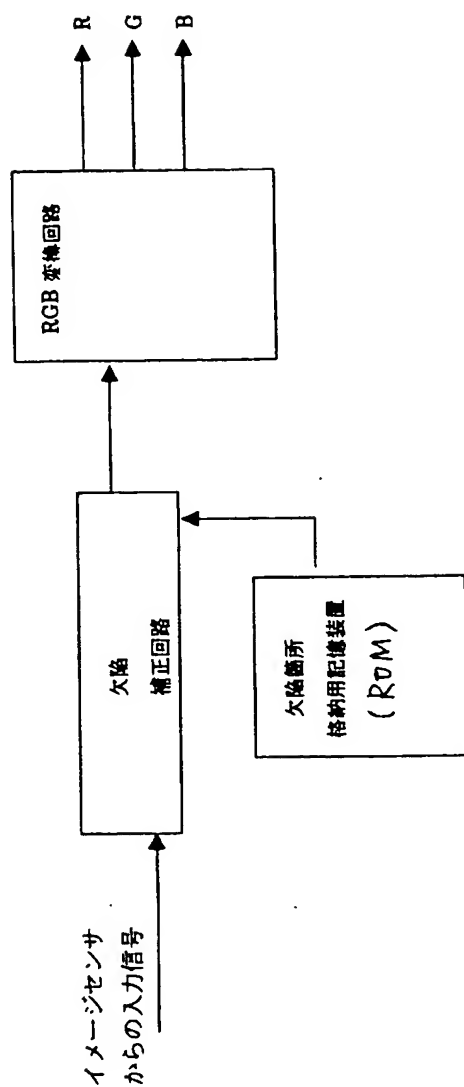 イメージセンサ
からの入力信号
欠陥
補正回路
欠陥箇所
格納用記憶装置
(ROM)
RGB 変換回路
R
G
B